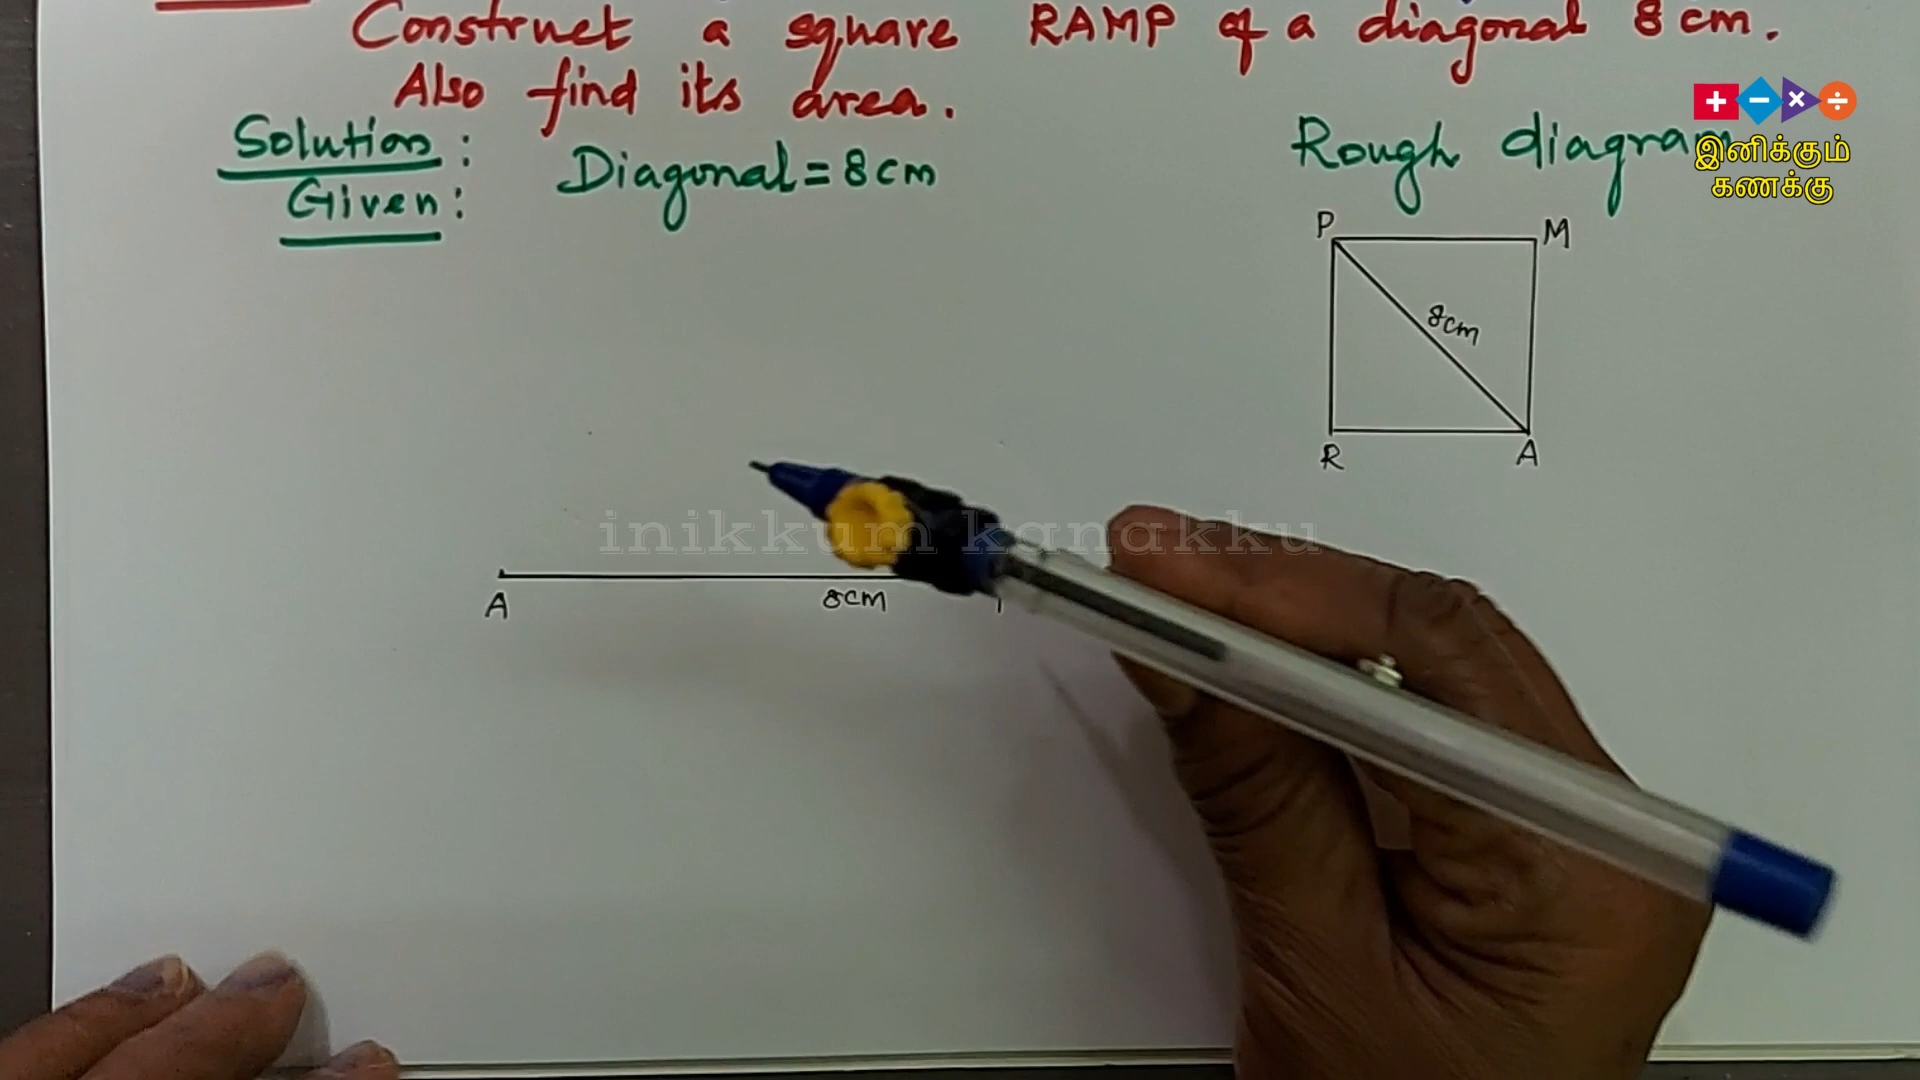 Construct a square RAMP of a diagonal 8 cm.
Also find its area.
Solution:
Given: Diagonal = 8 cm
Rough diagram
இனிக்கும்
கணக்கு
P M
8cm
R A
inikkum kanakku
A 8cm